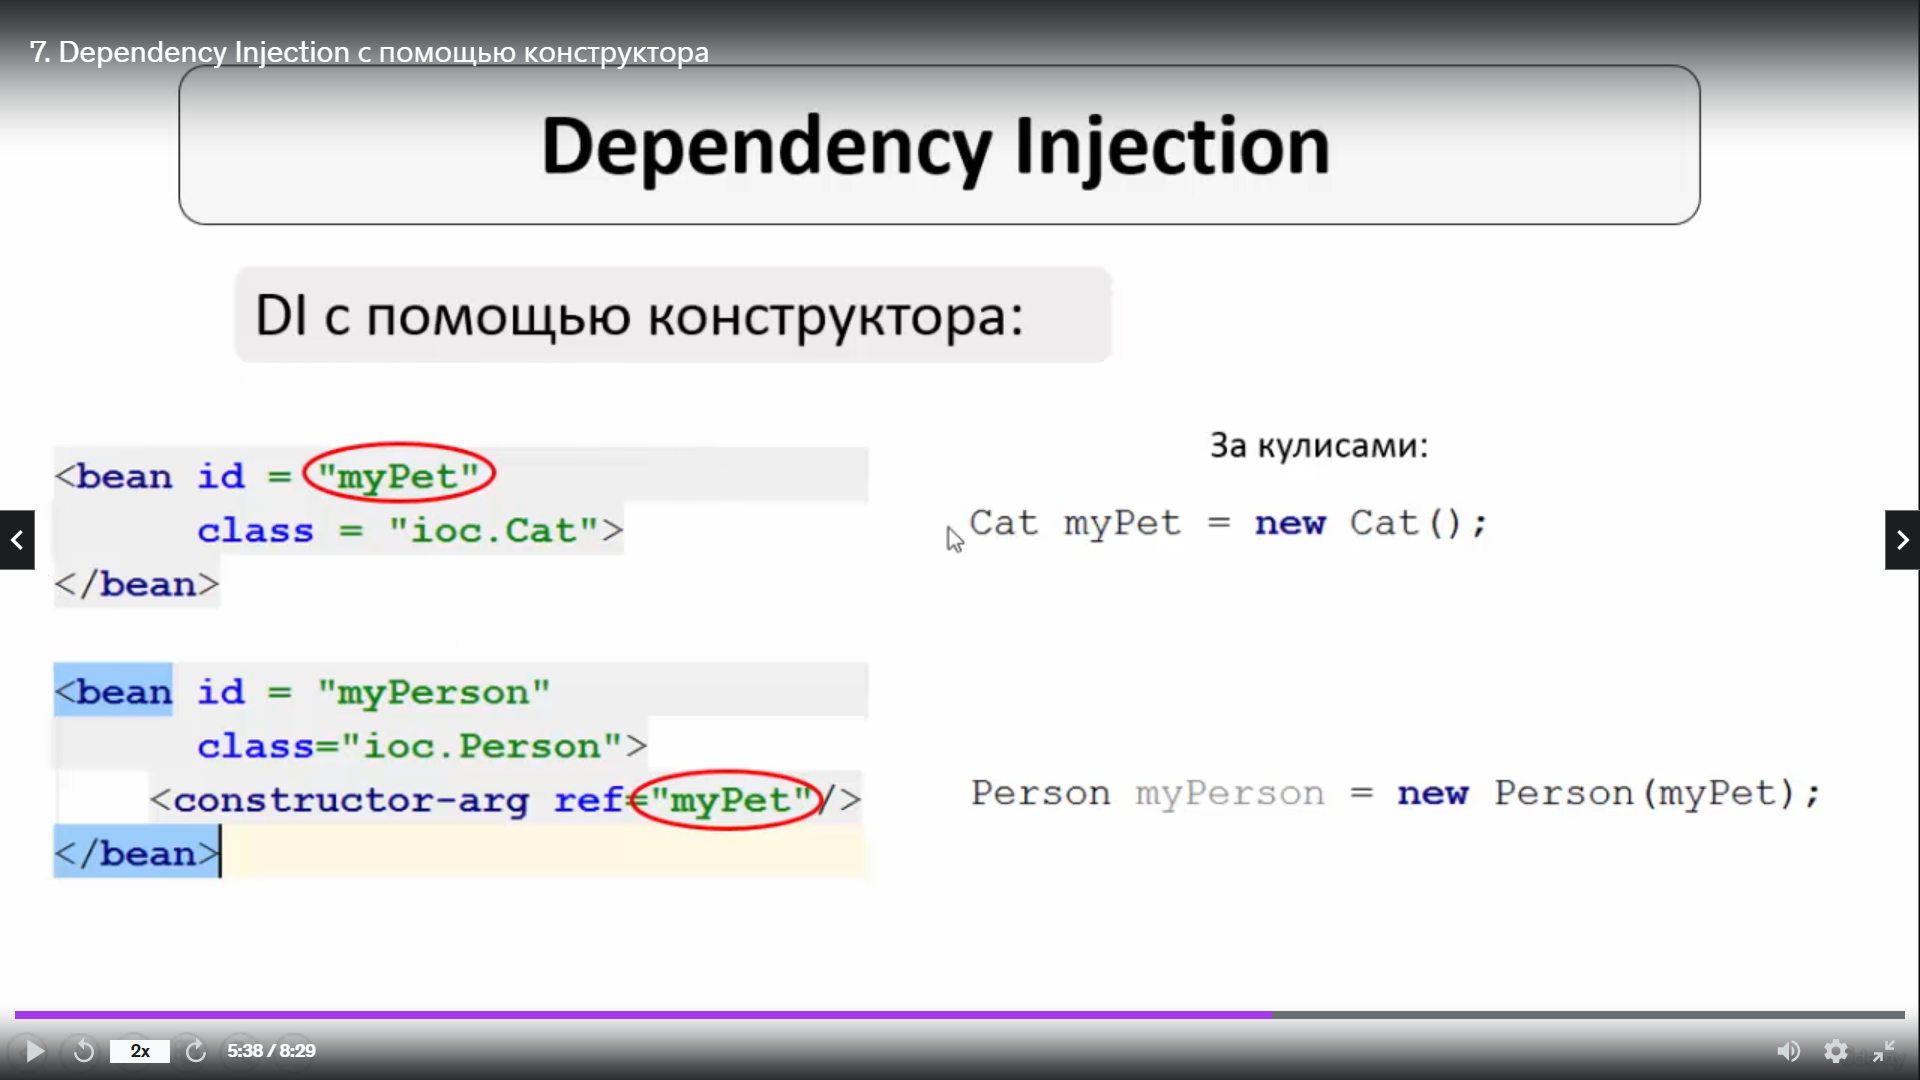 7. Dependency Injection с помощью конструктора
Dependency Injection
DI с помощью конструктора:
<bean id = "myPet"
class = "ioc.Cat">
</bean>
<bean id = "myPerson"
class="ioc.Person">
<constructor-arg ref="myPet"/>
</bean>
За кулисами:
Cat myPet = new Cat();
Person myPerson = new Person(myPet);
2x
5:38 / 8:29